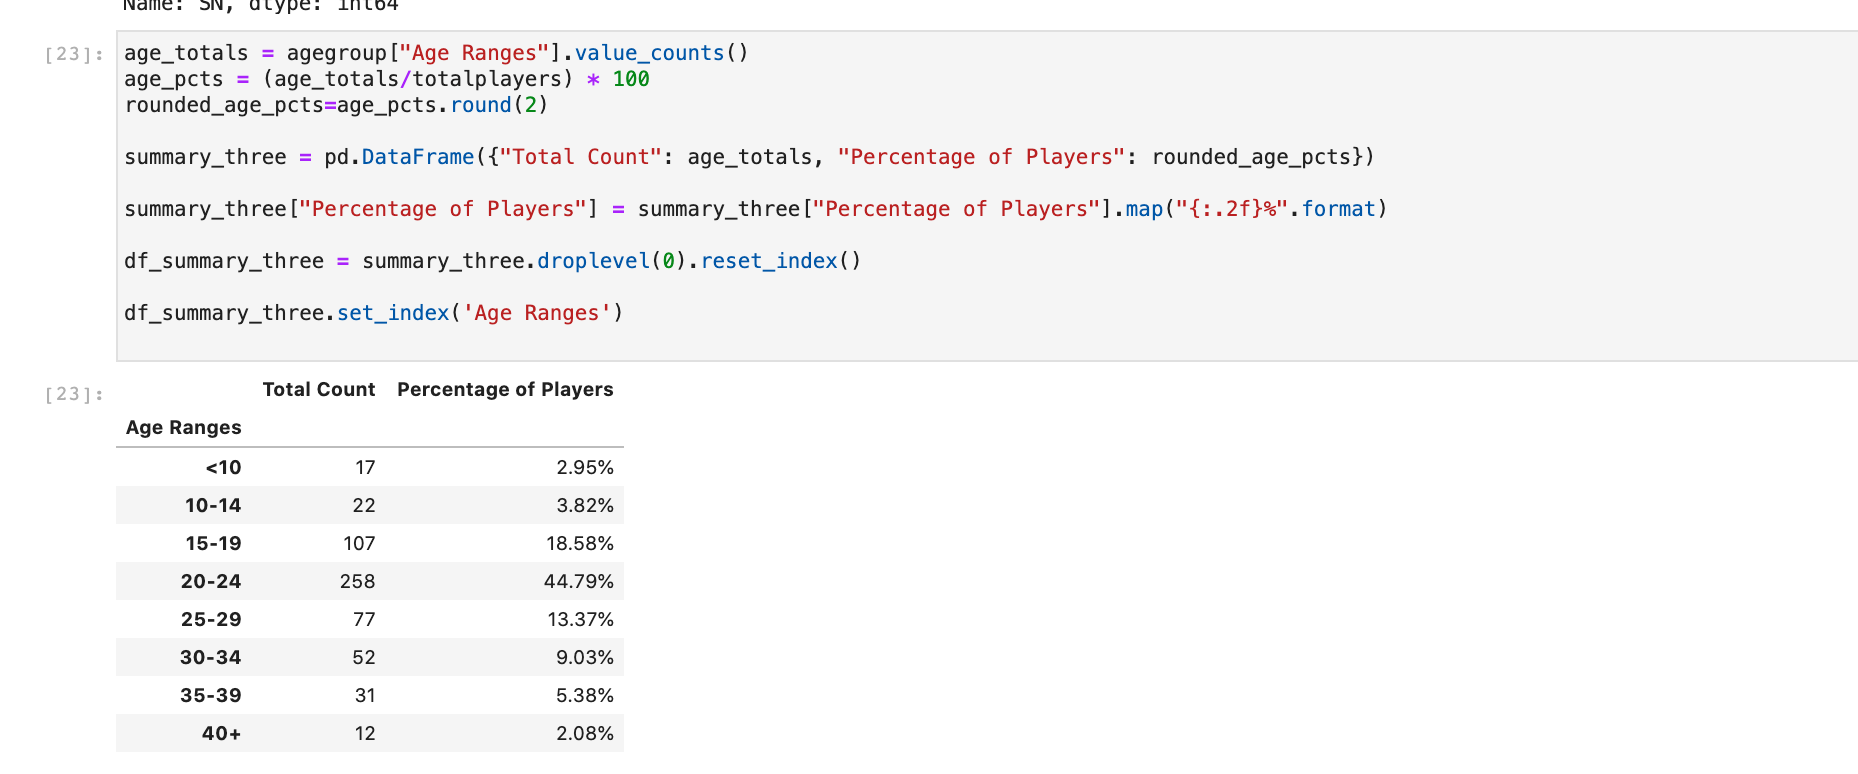 Name: SN, dtype: int64
[23]: age_totals = agegroup["Age Ranges"].value_counts()
age_pcts = (age_totals/totalplayers) * 100
rounded_age_pcts=age_pcts.round(2)
summary_three = pd.DataFrame({"Total Count": age_totals, "Percentage of Players": rounded_age_pcts})
summary_three["Percentage of Players"] = summary_three["Percentage of Players"].map("{:.2f}%".format)
df_summary_three = summary_three.droplevel(0).reset_index()
df_summary_three.set_index('Age Ranges')
[23]: Total Count Percentage of Players
Age Ranges
<10 17 2.95%
10-14 22 3.82%
15-19 107 18.58%
20-24 258 44.79%
25-29 77 13.37%
30-34 52 9.03%
35-39 31 5.38%
40+ 12 2.08%